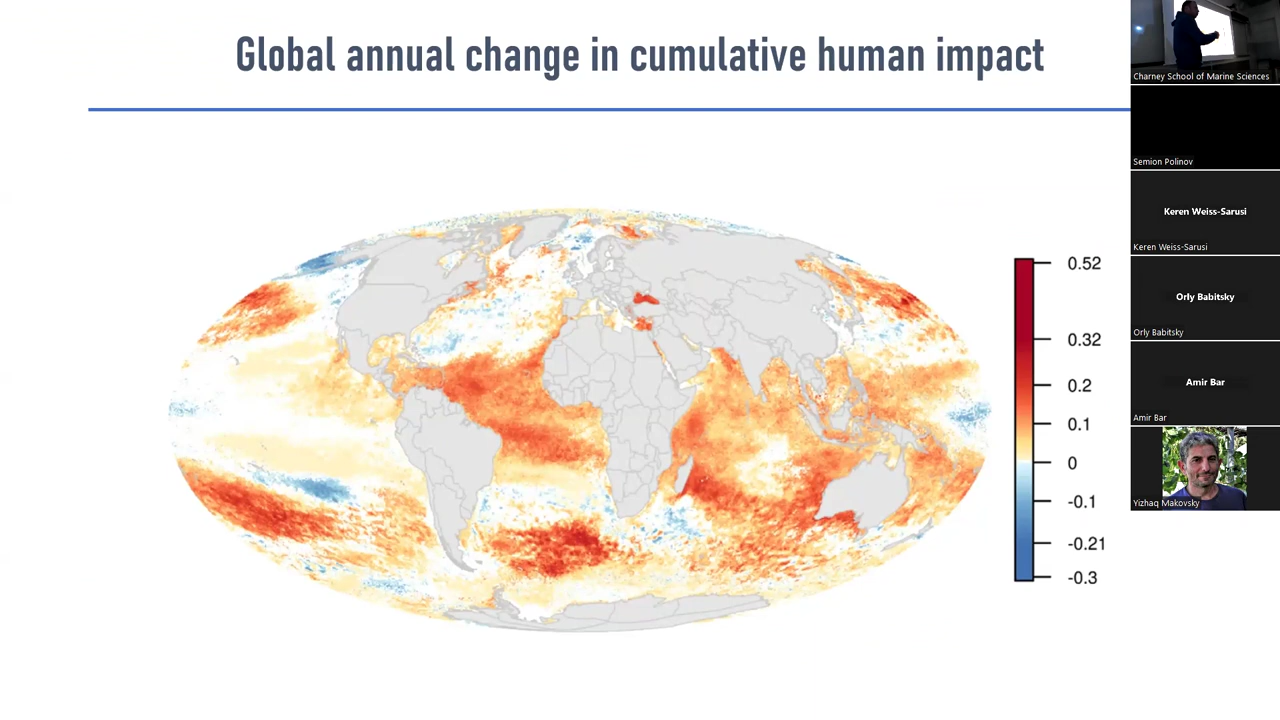 Global annual change in cumulative human impact
0.52
0.32
0.2
0.1
0
-0.1
-0.21
-0.3
Charney School of Marine Sciences
Semion Polinov
Keren Weiss-Sarusi
Keren Weiss-Sarusi
Orly Babitsky
Orly Babitsky
Amir Bar
Amir Bar
Yizhaq Makovsky